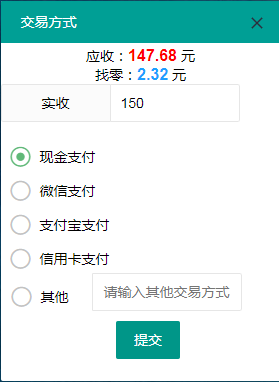 交易方式
应收：147.68 元
找零：2.32 元
实收 150
现金支付
微信支付
支付宝支付
信用卡支付
其他 请输入其他交易方式
提交